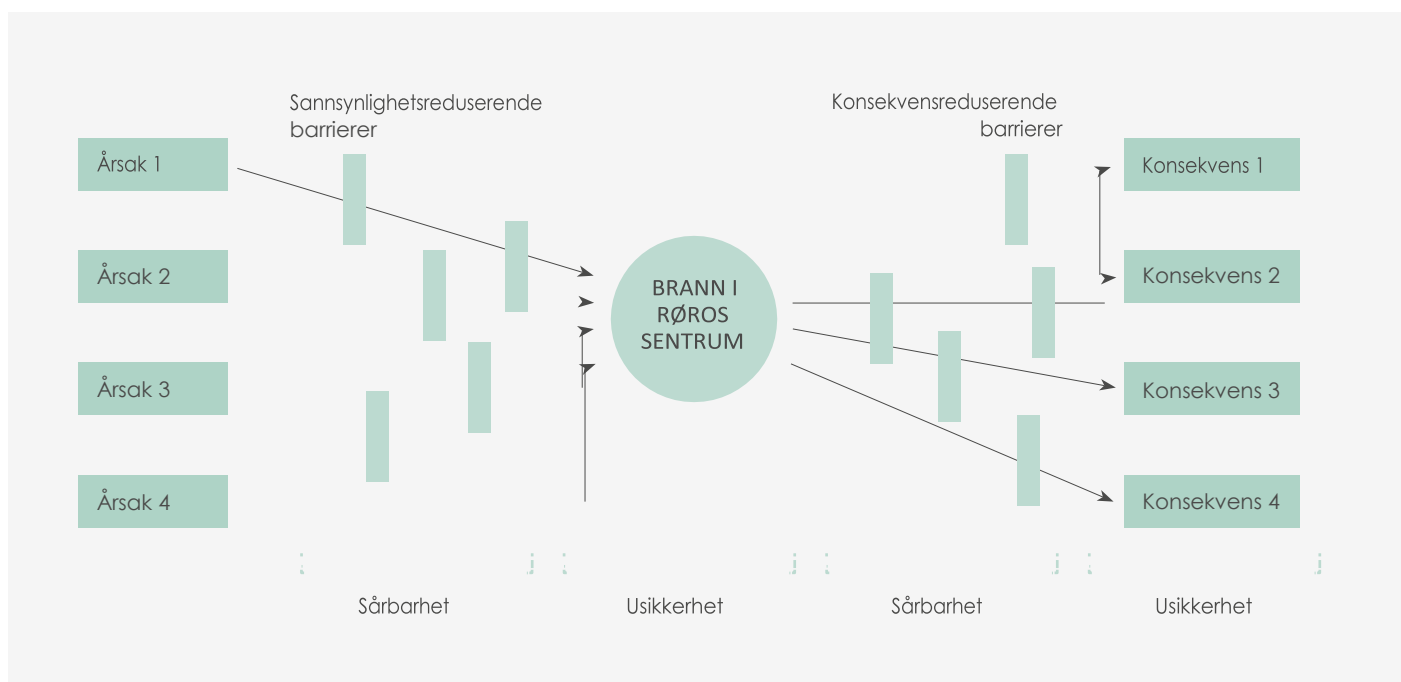 Sannsynlighetsreduserende
barrierer
Konsekvensreduserende
barrierer
Årsak 1
Årsak 2
Årsak 3
Årsak 4
BRANN I
RØROS
SENTRUM
Konsekvens 1
Konsekvens 2
Konsekvens 3
Konsekvens 4
Sårbarhet
Usikkerhet
Sårbarhet
Usikkerhet